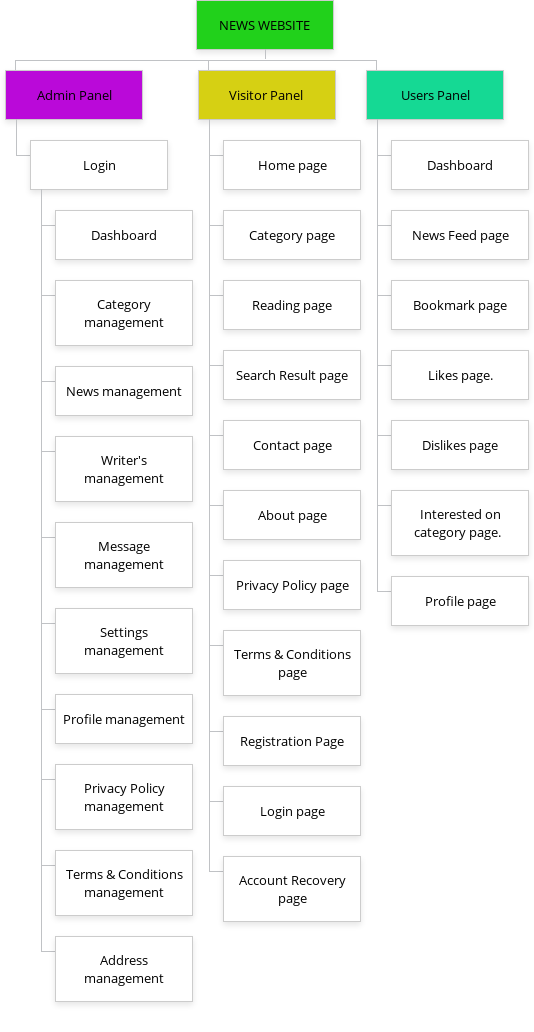 NEWS WEBSITE
Admin Panel
Login
Dashboard
Category
management
News management
Writer's
management
Message
management
Settings
management
Profile management
Privacy Policy
management
Terms & Conditions
management
Address
management
Visitor Panel
Home page
Category page
Reading page
Search Result page
Contact page
About page
Privacy Policy page
Terms & Conditions
page
Registration Page
Login page
Account Recovery
page
Users Panel
Dashboard
News Feed page
Bookmark page
Likes page.
Dislikes page
Interested on
category page.
Profile page